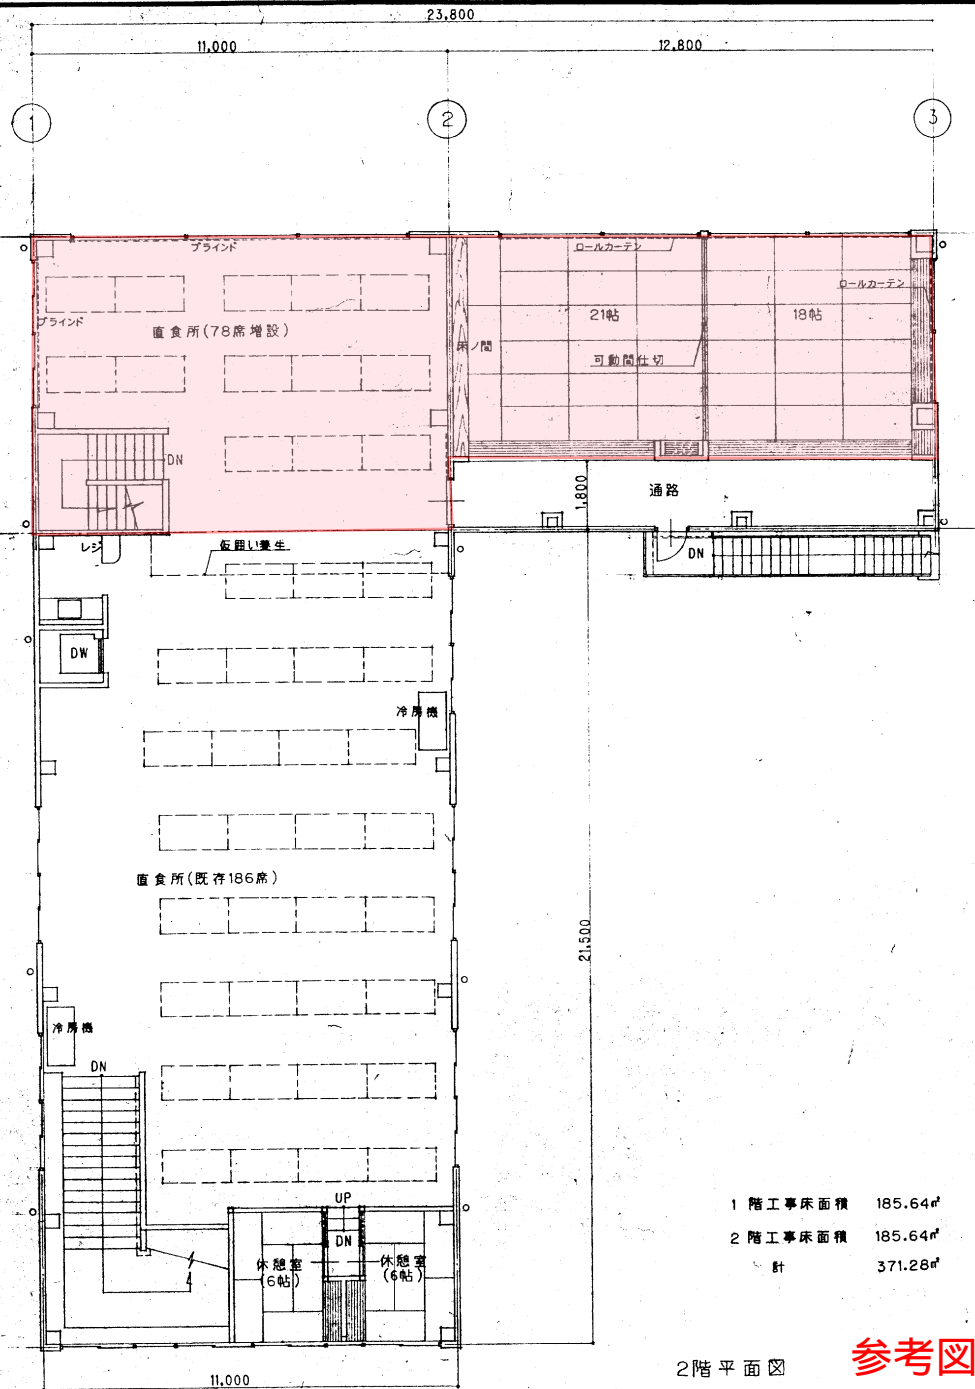 23,800
11,000
12,800
1
2
3
ブラインド
ロールカーテン
ロールカーテン
ブラインド
直食所(78席増設)
21帖
18帖
床ノ間
可動間仕切
DN
1,800
通路
レジ
仮囲い養生
DN
DW
冷房機
直食所(既存186席)
21,500
冷房機
DN
UP
DN
休憩室
(6帖)
休憩室
(6帖)
1 階工事床面積 185.64㎡
2 階工事床面積 185.64㎡
計 371.28㎡
11,000
2階平面図
参考図